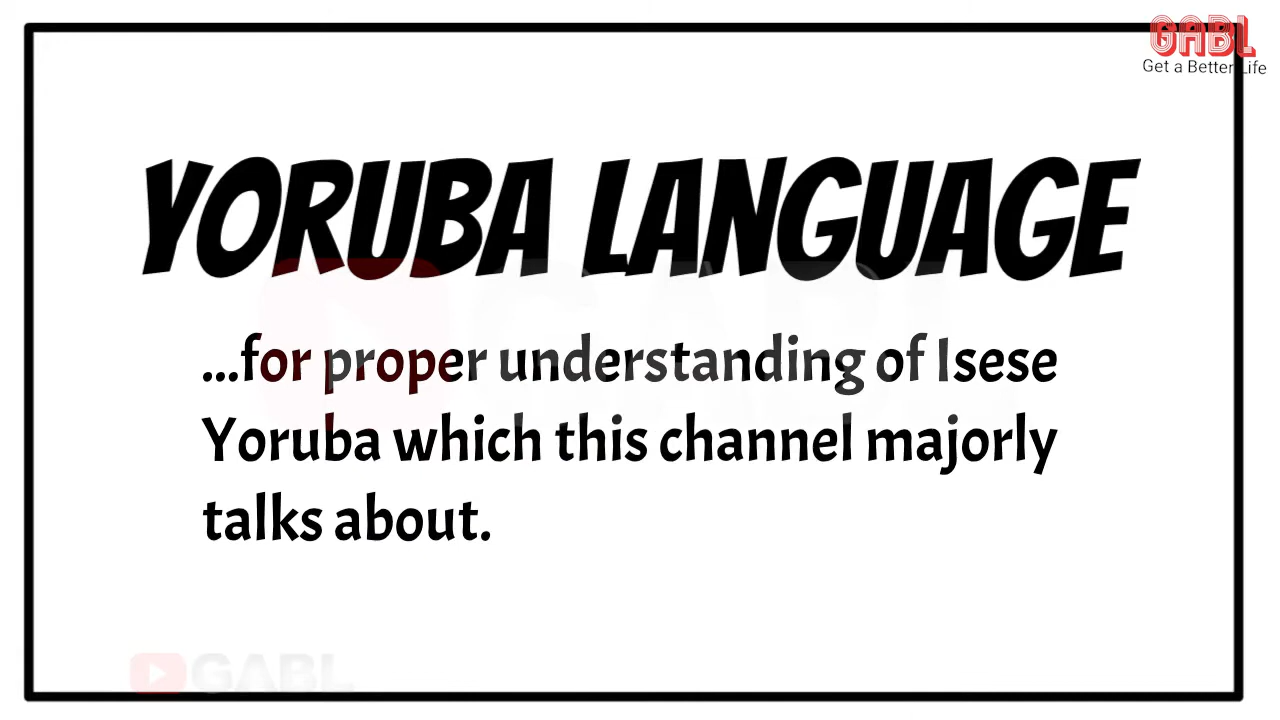 GABL
Get a Better Life
YORUBA LANGUAGE
...for proper understanding of Isese
Yoruba which this channel majorly
talks about.
GABL